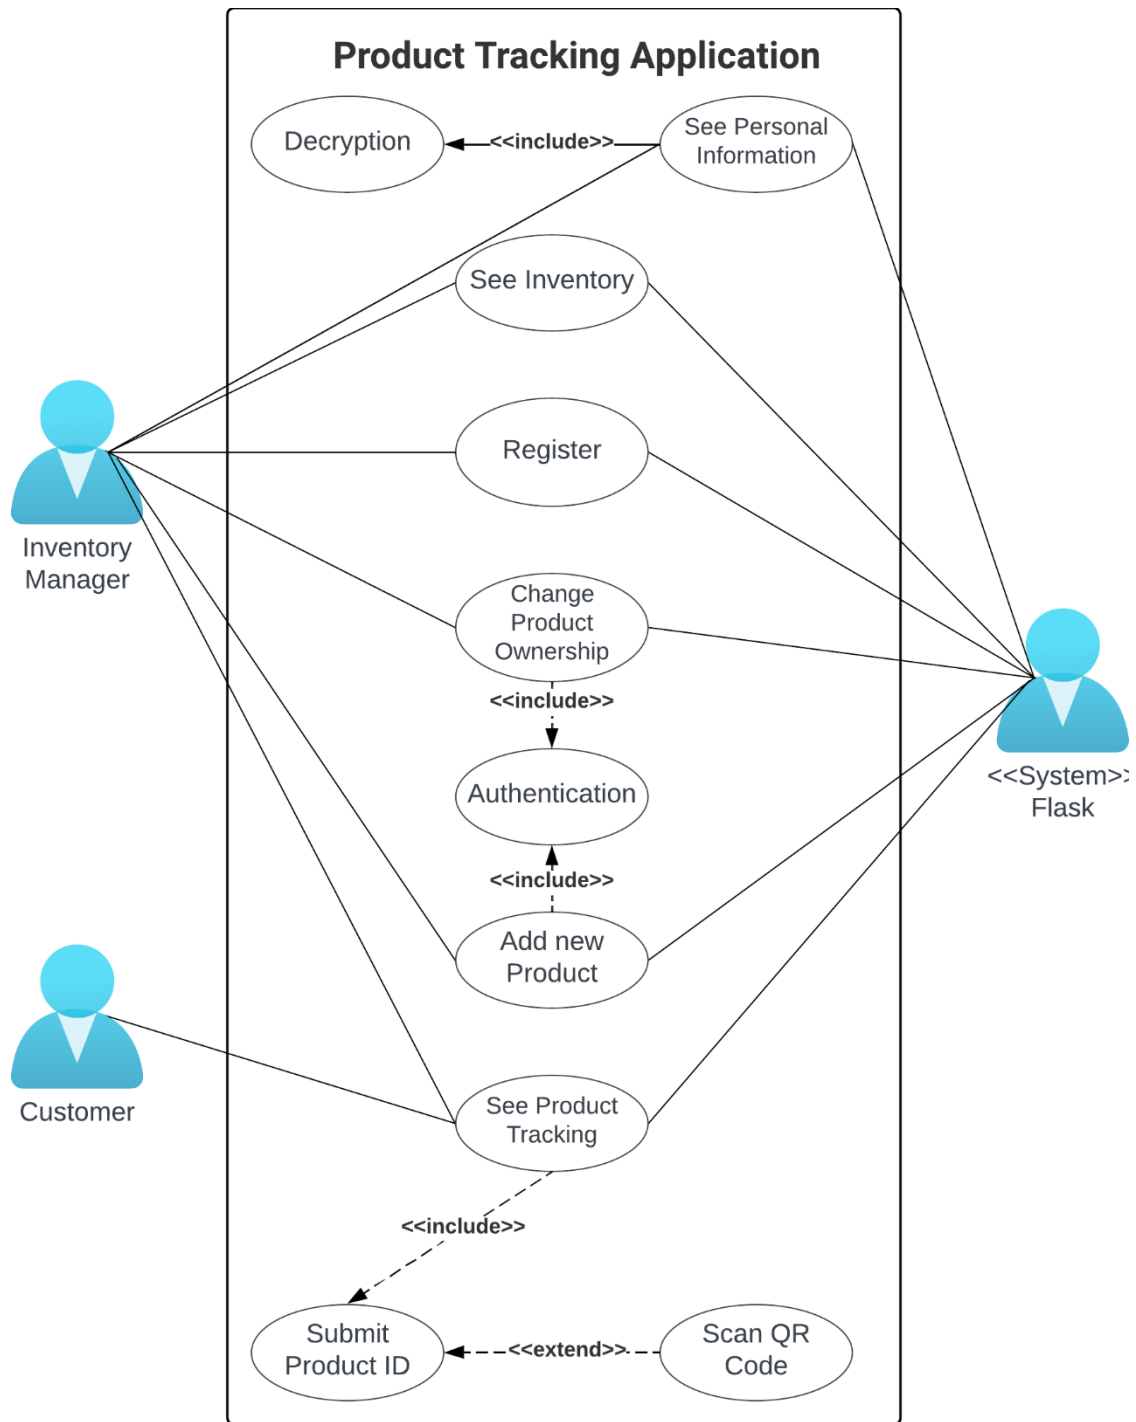 Product Tracking Application
Decryption
<<include>>
See Personal
Information
See Inventory
Register
Inventory
Manager
Change
Product
Ownership
<<include>>
Authentication
<<System>>
Flask
<<include>>
Add new
Product
Customer
See Product
Tracking
<<include>>
Submit
Product ID
<<extend>>
Scan QR
Code